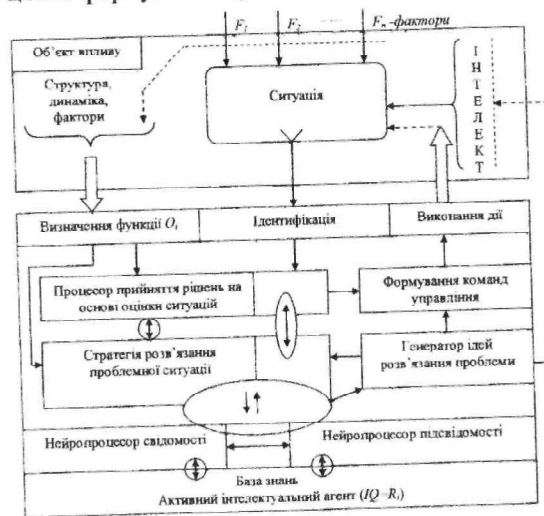 F₁ F₂ Fₙ -фактори
Об'єкт впливу
Структура,
динаміка,
фактори
Ситуація
І
Н
Т
Е
Л
Е
К
Т
Визначення функції Oᵢ
Ідентифікація
Виконання дії
Процесор прийняття рішень на
основі оцінки ситуацій
Формування команд
управління
Стратегія розв'язання
проблемної ситуації
Генератор ідей
розв'язання проблеми
Нейропроцесор свідомості
Нейропроцесор підсвідомості
База знань
Активний інтелектуальний агент (IQ–Rᵢ)